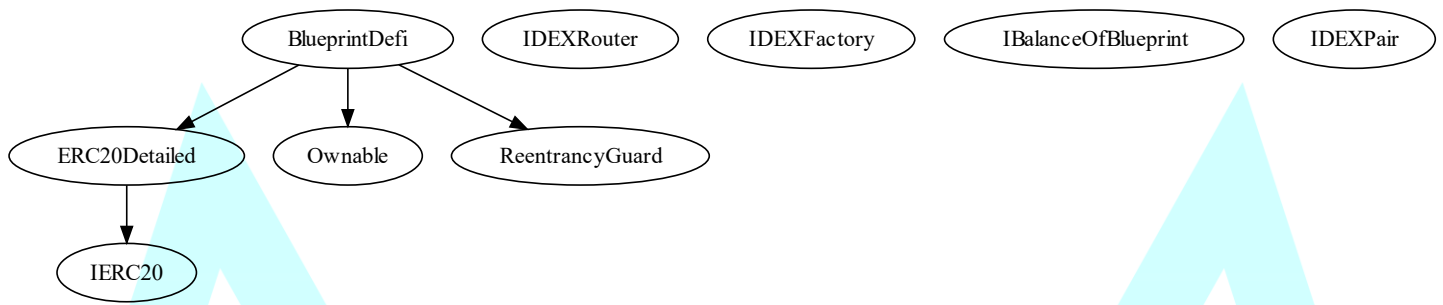 BlueprintDefi
IDEXRouter
IDEXFactory
IBalanceOfBlueprint
IDEXPair
ERC20Detailed
Ownable
ReentrancyGuard
IERC20